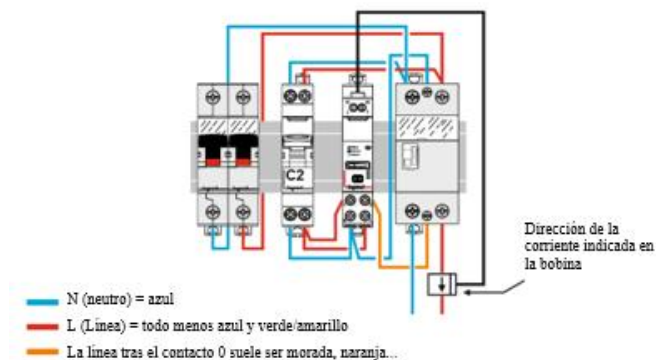 C2
Dirección de la
corriente indicada en
la bobina
N (neutro) = azul
L (Línea) = todo menos azul y verde/amarillo
La línea tras el contacto 0 suele ser morada, naranja...